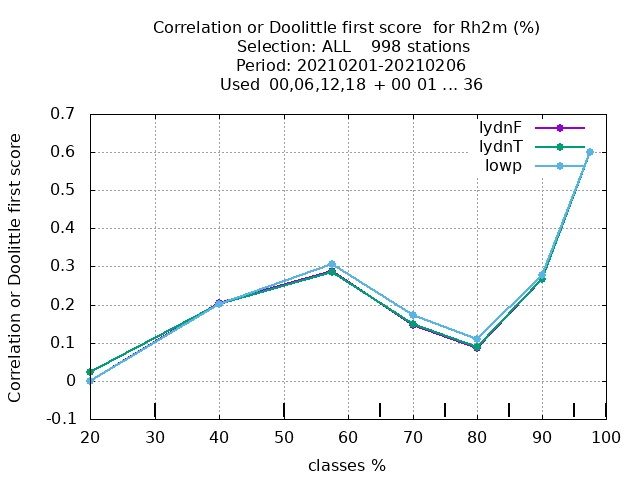 Correlation or Doolittle first score  for Rh2m (%)
Selection: ALL    998 stations
Period: 20210201-20210206
Used  00,06,12,18  + 00 01 ... 36
0.7
0.6
0.5
0.4
0.3
0.2
0.1
0
-0.1
Correlation or Doolittle first score
lydnF
lydnT
lowp
20 30 40 50 60 70 80 90 100
classes %